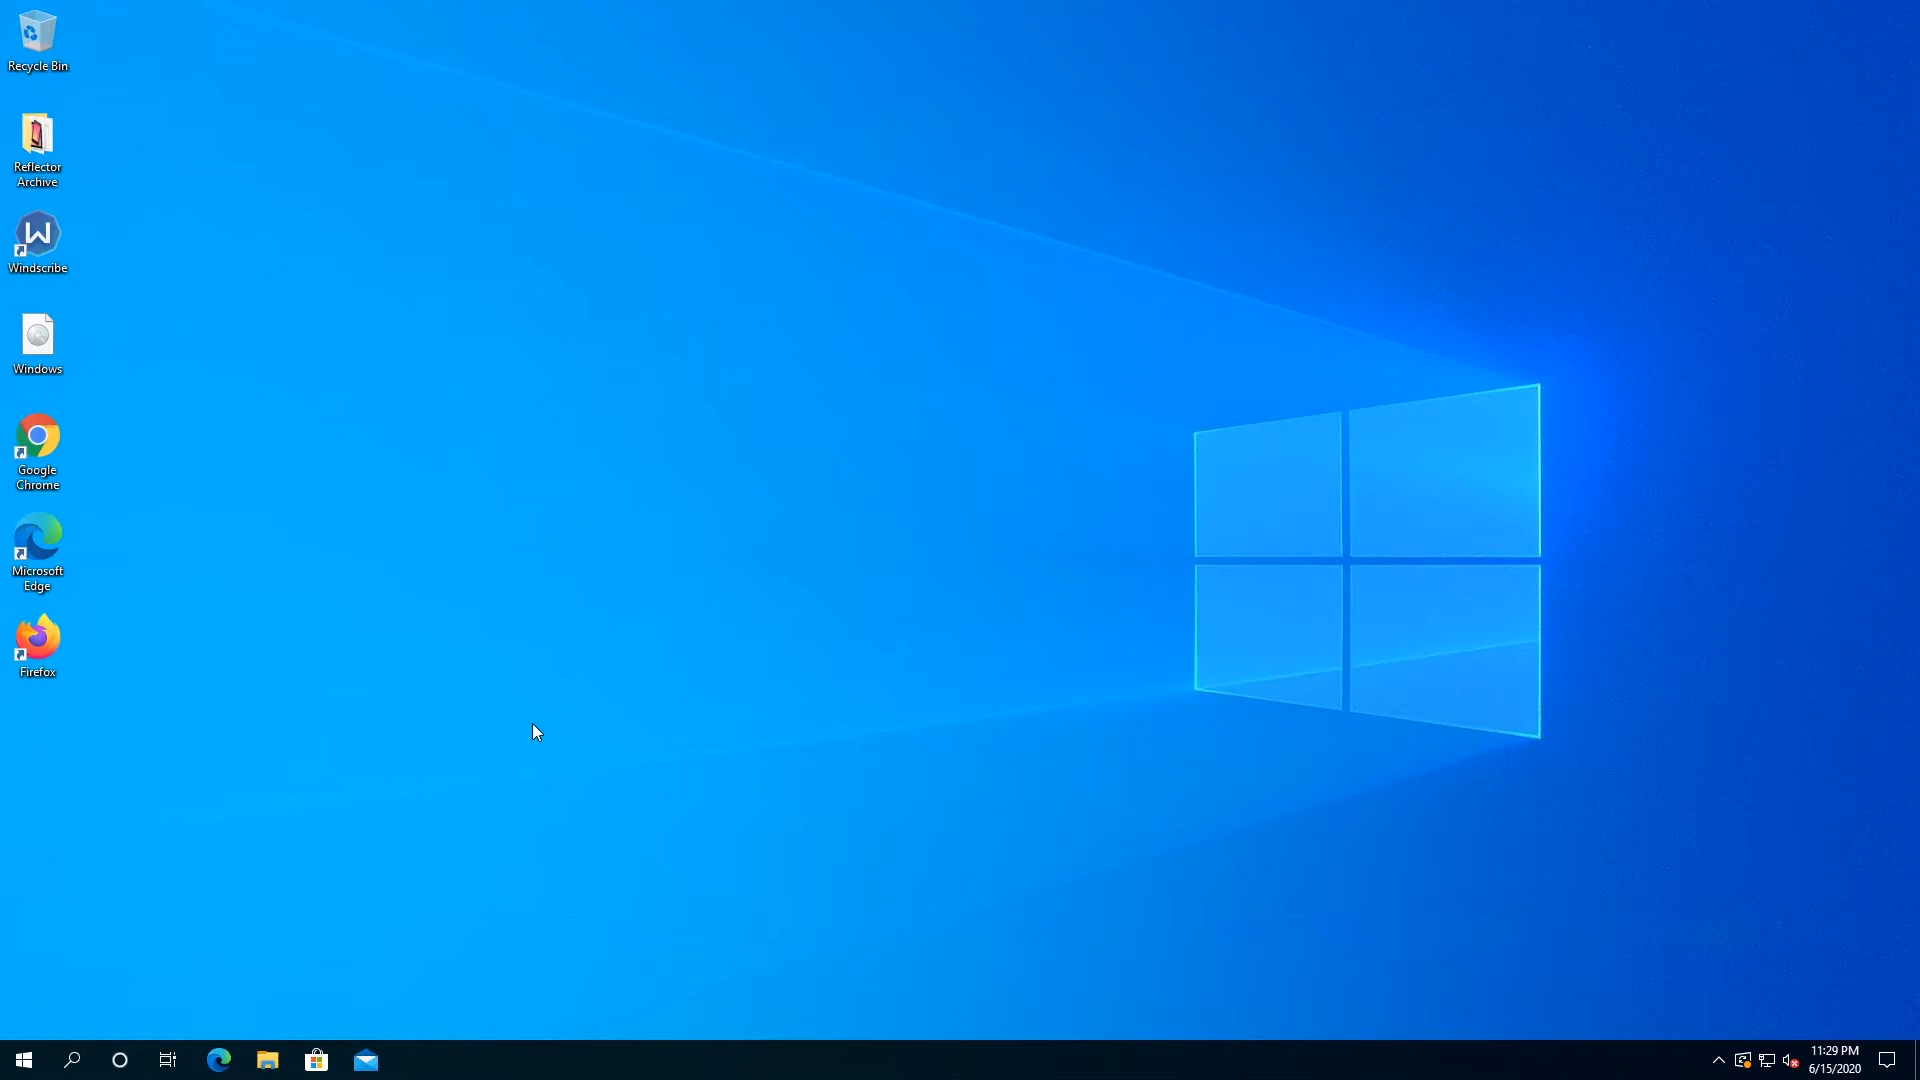 Recycle Bin
Reflector
Archive
Windscribe
Windows
Google
Chrome
Microsoft
Edge
Firefox
11:29 PM
6/15/2020